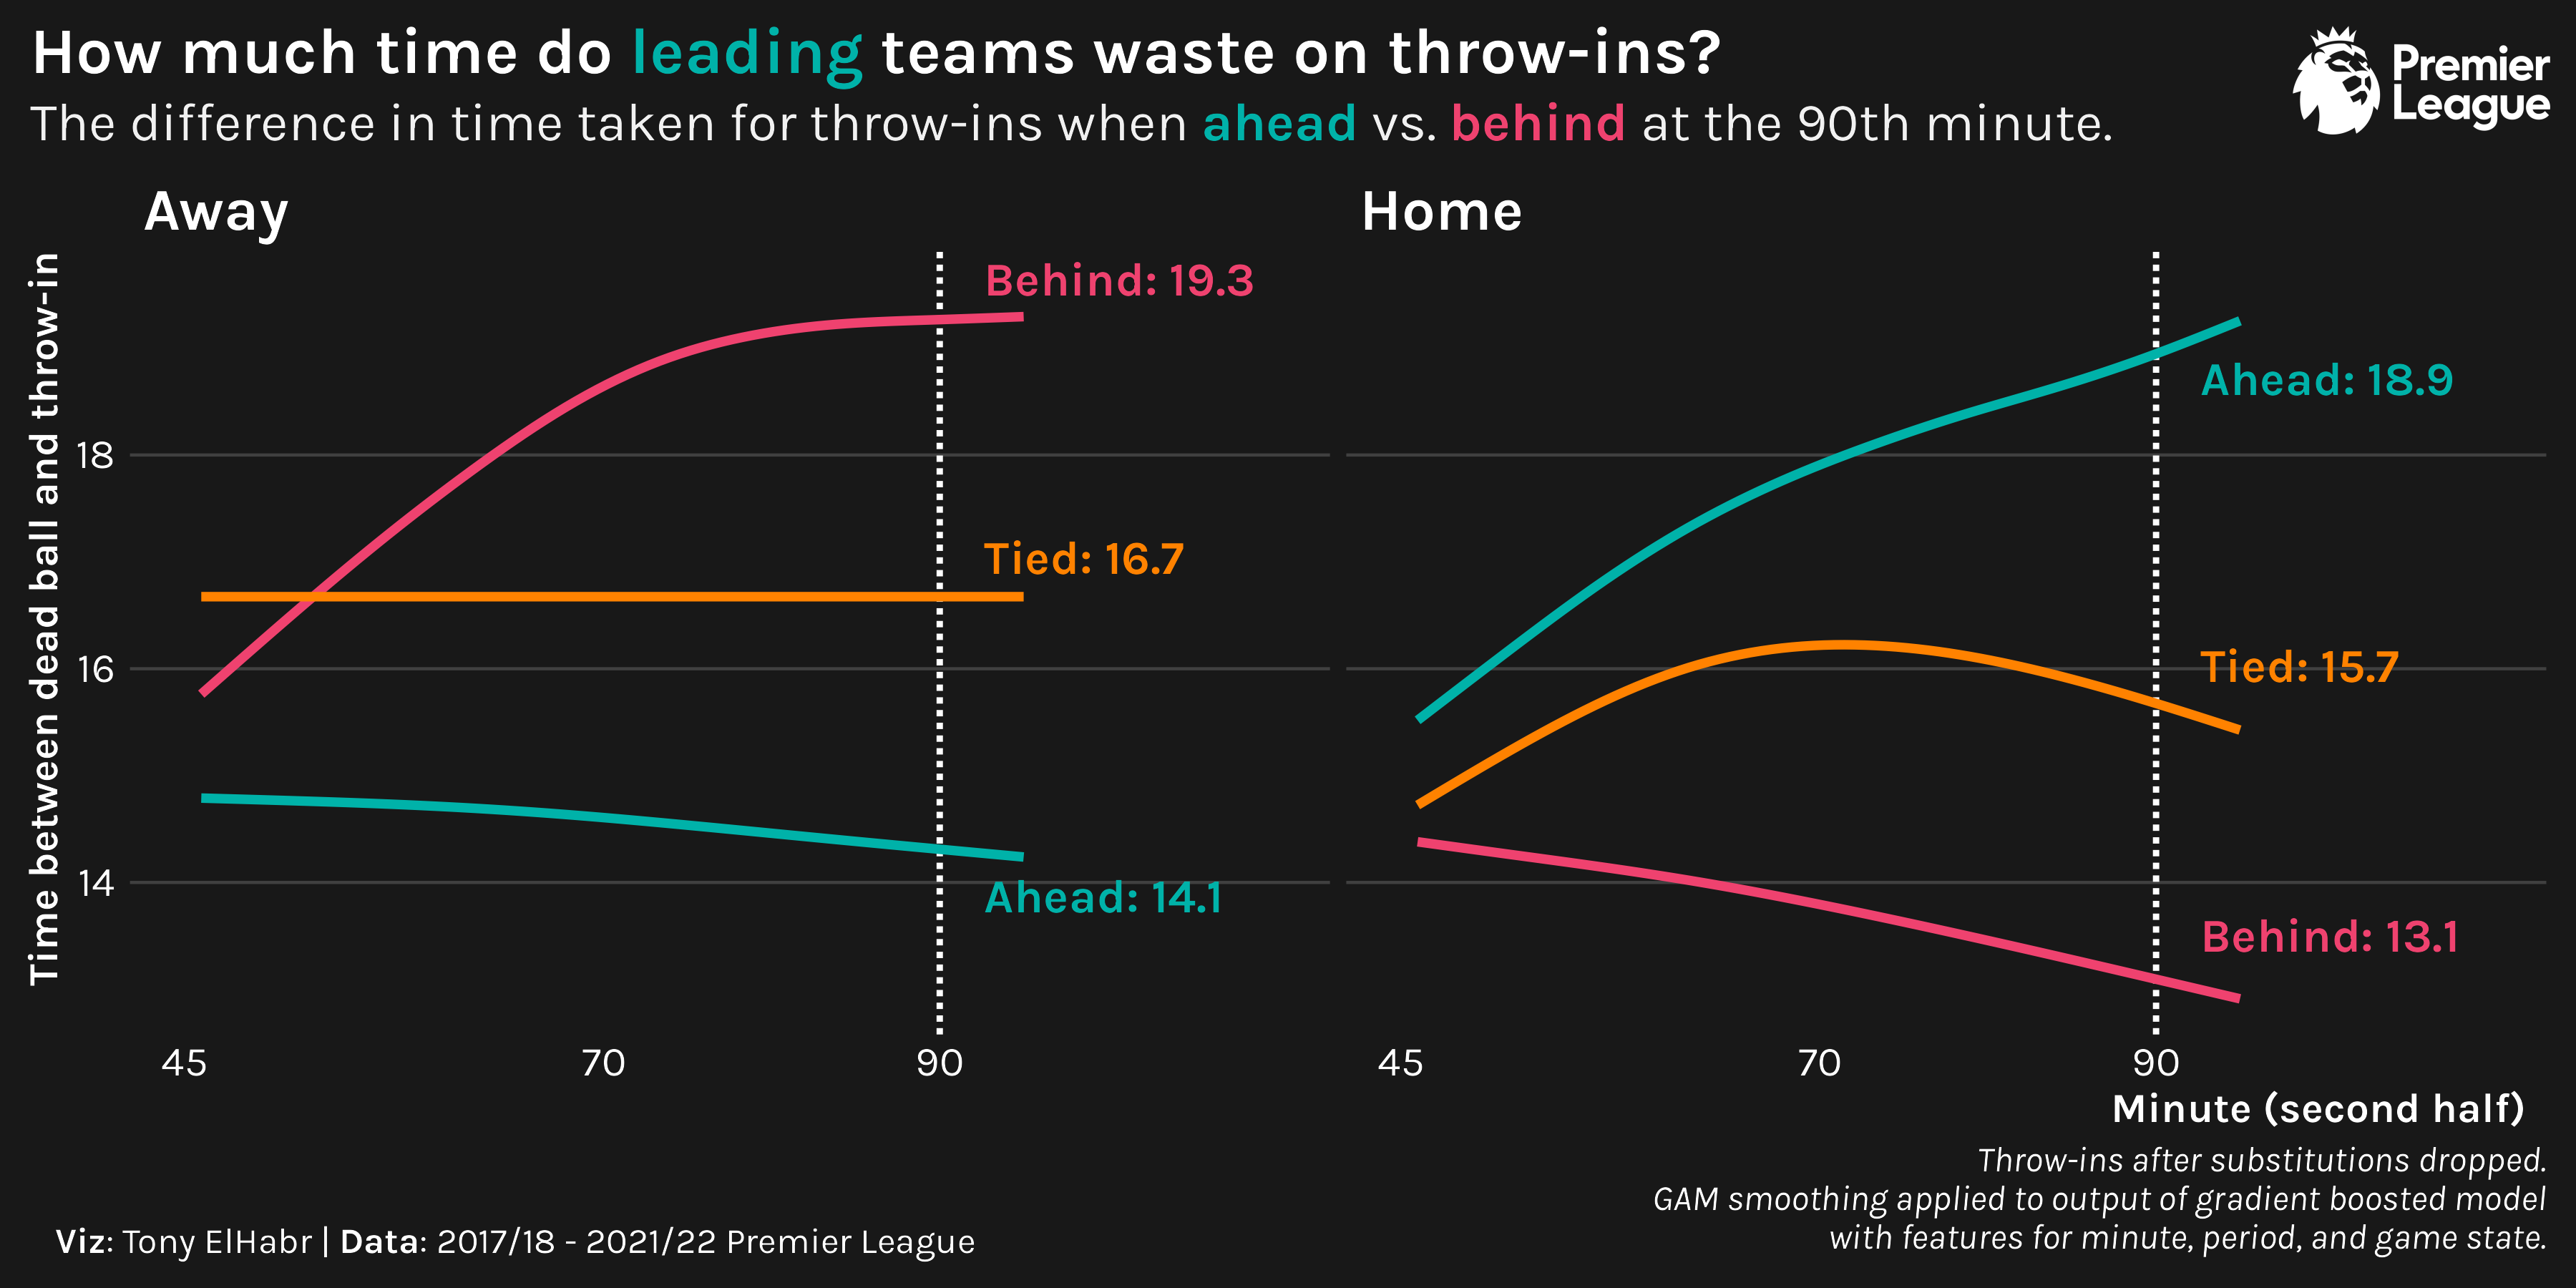 How much time do leading teams waste on throw-ins?
The difference in time taken for throw-ins when ahead vs. behind at the 90th minute.
Premier
League
Away
Home
Time between dead ball and throw-in
18
16
14
Behind: 19.3
Tied: 16.7
Ahead: 14.1
Ahead: 18.9
Tied: 15.7
Behind: 13.1
45 70 90
45 70 90
Minute (second half)
Throw-ins after substitutions dropped.
GAM smoothing applied to output of gradient boosted model
with features for minute, period, and game state.
Viz: Tony ElHabr | Data: 2017/18 - 2021/22 Premier League